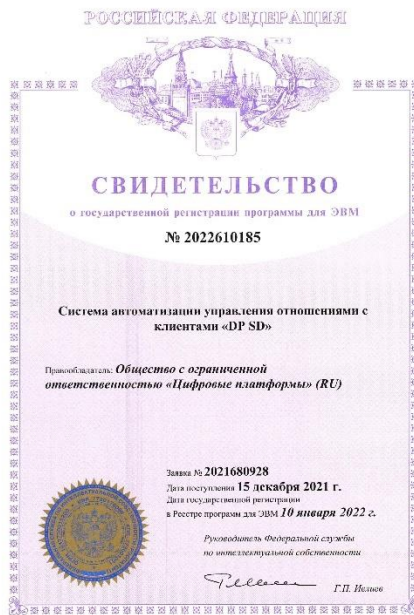 РОССИЙСКАЯ ФЕДЕРАЦИЯ
СВИДЕТЕЛЬСТВО
о государственной регистрации программы для ЭВМ
№ 2022610185
Система автоматизации управления отношениями с
клиентами «DP SD»
Правообладатель: Общество с ограниченной
ответственностью «Цифровые платформы» (RU)
Заявка № 2021680928
Дата поступления 15 декабря 2021 г.
Дата государственной регистрации
в Реестре программ для ЭВМ 10 января 2022 г.
Руководитель Федеральной службы
по интеллектуальной собственности
Г.П. Ивлиев